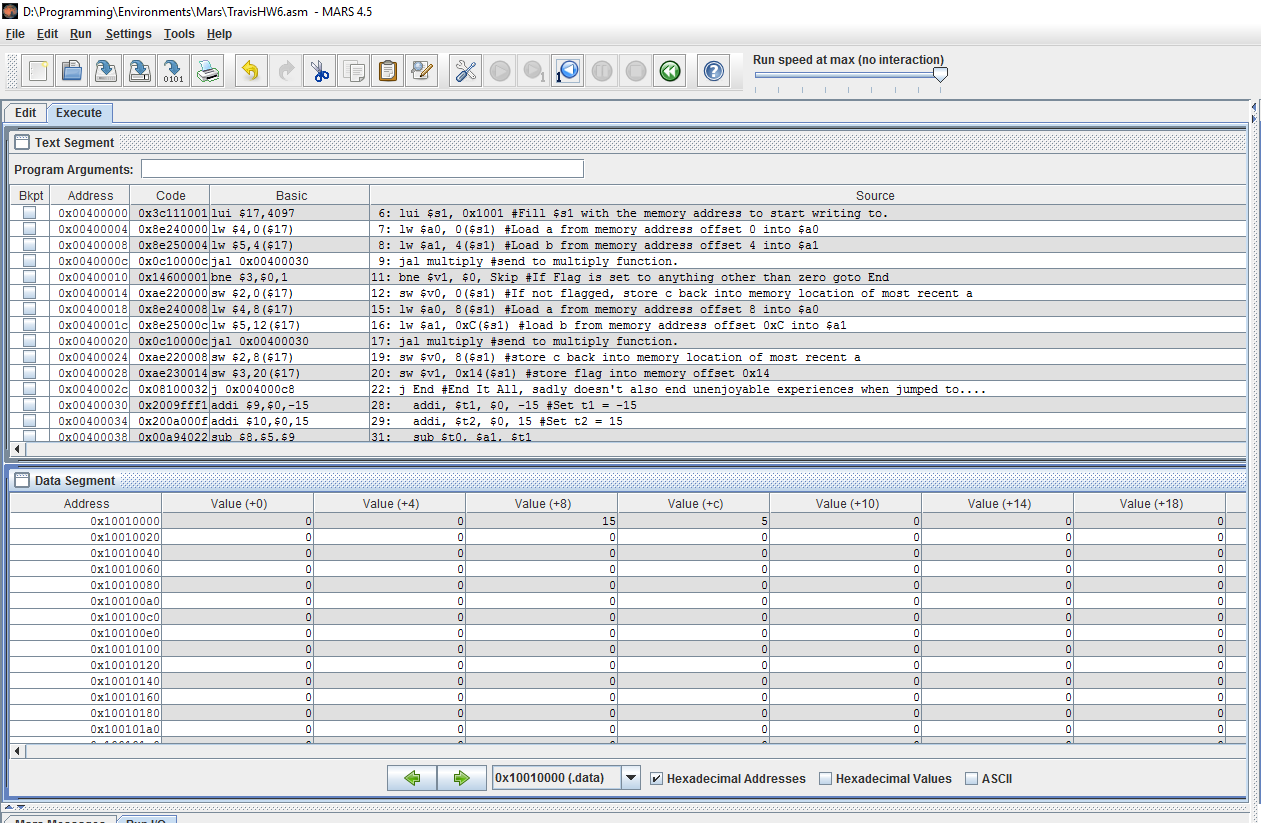 D:\Programming\Environments\Mars\TravisHW6.asm - MARS 4.5
File Edit Run Settings Tools Help
Run speed at max (no interaction)
Edit Execute
Text Segment
Program Arguments:
Bkpt Address Code Basic Source
0x00400000 0x3c111001 lui $17,4097 6: lui $s1, 0x1001 #Fill $s1 with the memory address to start writing to.
0x00400004 0x8e240000 lw $4,0($17) 7: lw $a0, 0($s1) #Load a from memory address offset 0 into $a0
0x00400008 0x8e250004 lw $5,4($17) 8: lw $a1, 4($s1) #Load b from memory address offset 4 into $a1
0x0040000c 0x0c10000c jal 0x00400030 9: jal multiply #send to multiply function.
0x00400010 0x14600001 bne $3,$0,1 11: bne $v1, $0, Skip #If Flag is set to anything other than zero goto End
0x00400014 0xae220000 sw $2,0($17) 12: sw $v0, 0($s1) #If not flagged, store c back into memory location of most recent a
0x00400018 0x8e240008 lw $4,8($17) 15: lw $a0, 8($s1) #Load a from memory address offset 8 into $a0
0x0040001c 0x8e25000c lw $5,12($17) 16: lw $a1, 0xC($s1) #load b from memory address offset 0xC into $a1
0x00400020 0x0c10000c jal 0x00400030 17: jal multiply #send to multiply function.
0x00400024 0xae220008 sw $2,8($17) 19: sw $v0, 8($s1) #store c back into memory location of most recent a
0x00400028 0xae230014 sw $3,20($17) 20: sw $v1, 0x14($s1) #store flag into memory offset 0x14
0x0040002c 0x08100032 j 0x004000c8 22: j End #End It All, sadly doesn't also end unenjoyable experiences when jumped to....
0x00400030 0x2009fff1 addi $9,$0,-15 28: addi, $t1, $0, -15 #Set t1 = -15
0x00400034 0x200a000f addi $10,$0,15 29: addi, $t2, $0, 15 #Set t2 = 15
0x00400038 0x00a94022 sub $8,$5,$9 31: sub $t0, $a1, $t1
Data Segment
Address Value (+0) Value (+4) Value (+8) Value (+c) Value (+10) Value (+14) Value (+18)
0x10010000 0 0 15 5 0 0 0
0x10010020 0 0 0 0 0 0 0
0x10010040 0 0 0 0 0 0 0
0x10010060 0 0 0 0 0 0 0
0x10010080 0 0 0 0 0 0 0
0x100100a0 0 0 0 0 0 0 0
0x100100c0 0 0 0 0 0 0 0
0x100100e0 0 0 0 0 0 0 0
0x10010100 0 0 0 0 0 0 0
0x10010120 0 0 0 0 0 0 0
0x10010140 0 0 0 0 0 0 0
0x10010160 0 0 0 0 0 0 0
0x10010180 0 0 0 0 0 0 0
0x100101a0 0 0 0 0 0 0 0
0x10010000 (.data) Hexadecimal Addresses Hexadecimal Values ASCII
Mars Messages Run I/O